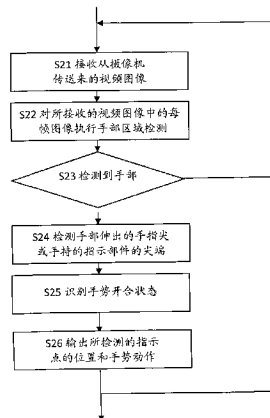 S21 接收从摄像机
传送来的视频图像
S22 对所接收的视频图像中的每
帧图像执行手部区域检测
S23 检测到手部
S24 检测手部伸出的手指尖
或手持的指示部件的尖端
S25 识别手势开合状态
S26 输出所检测的指示
点的位置和手势动作